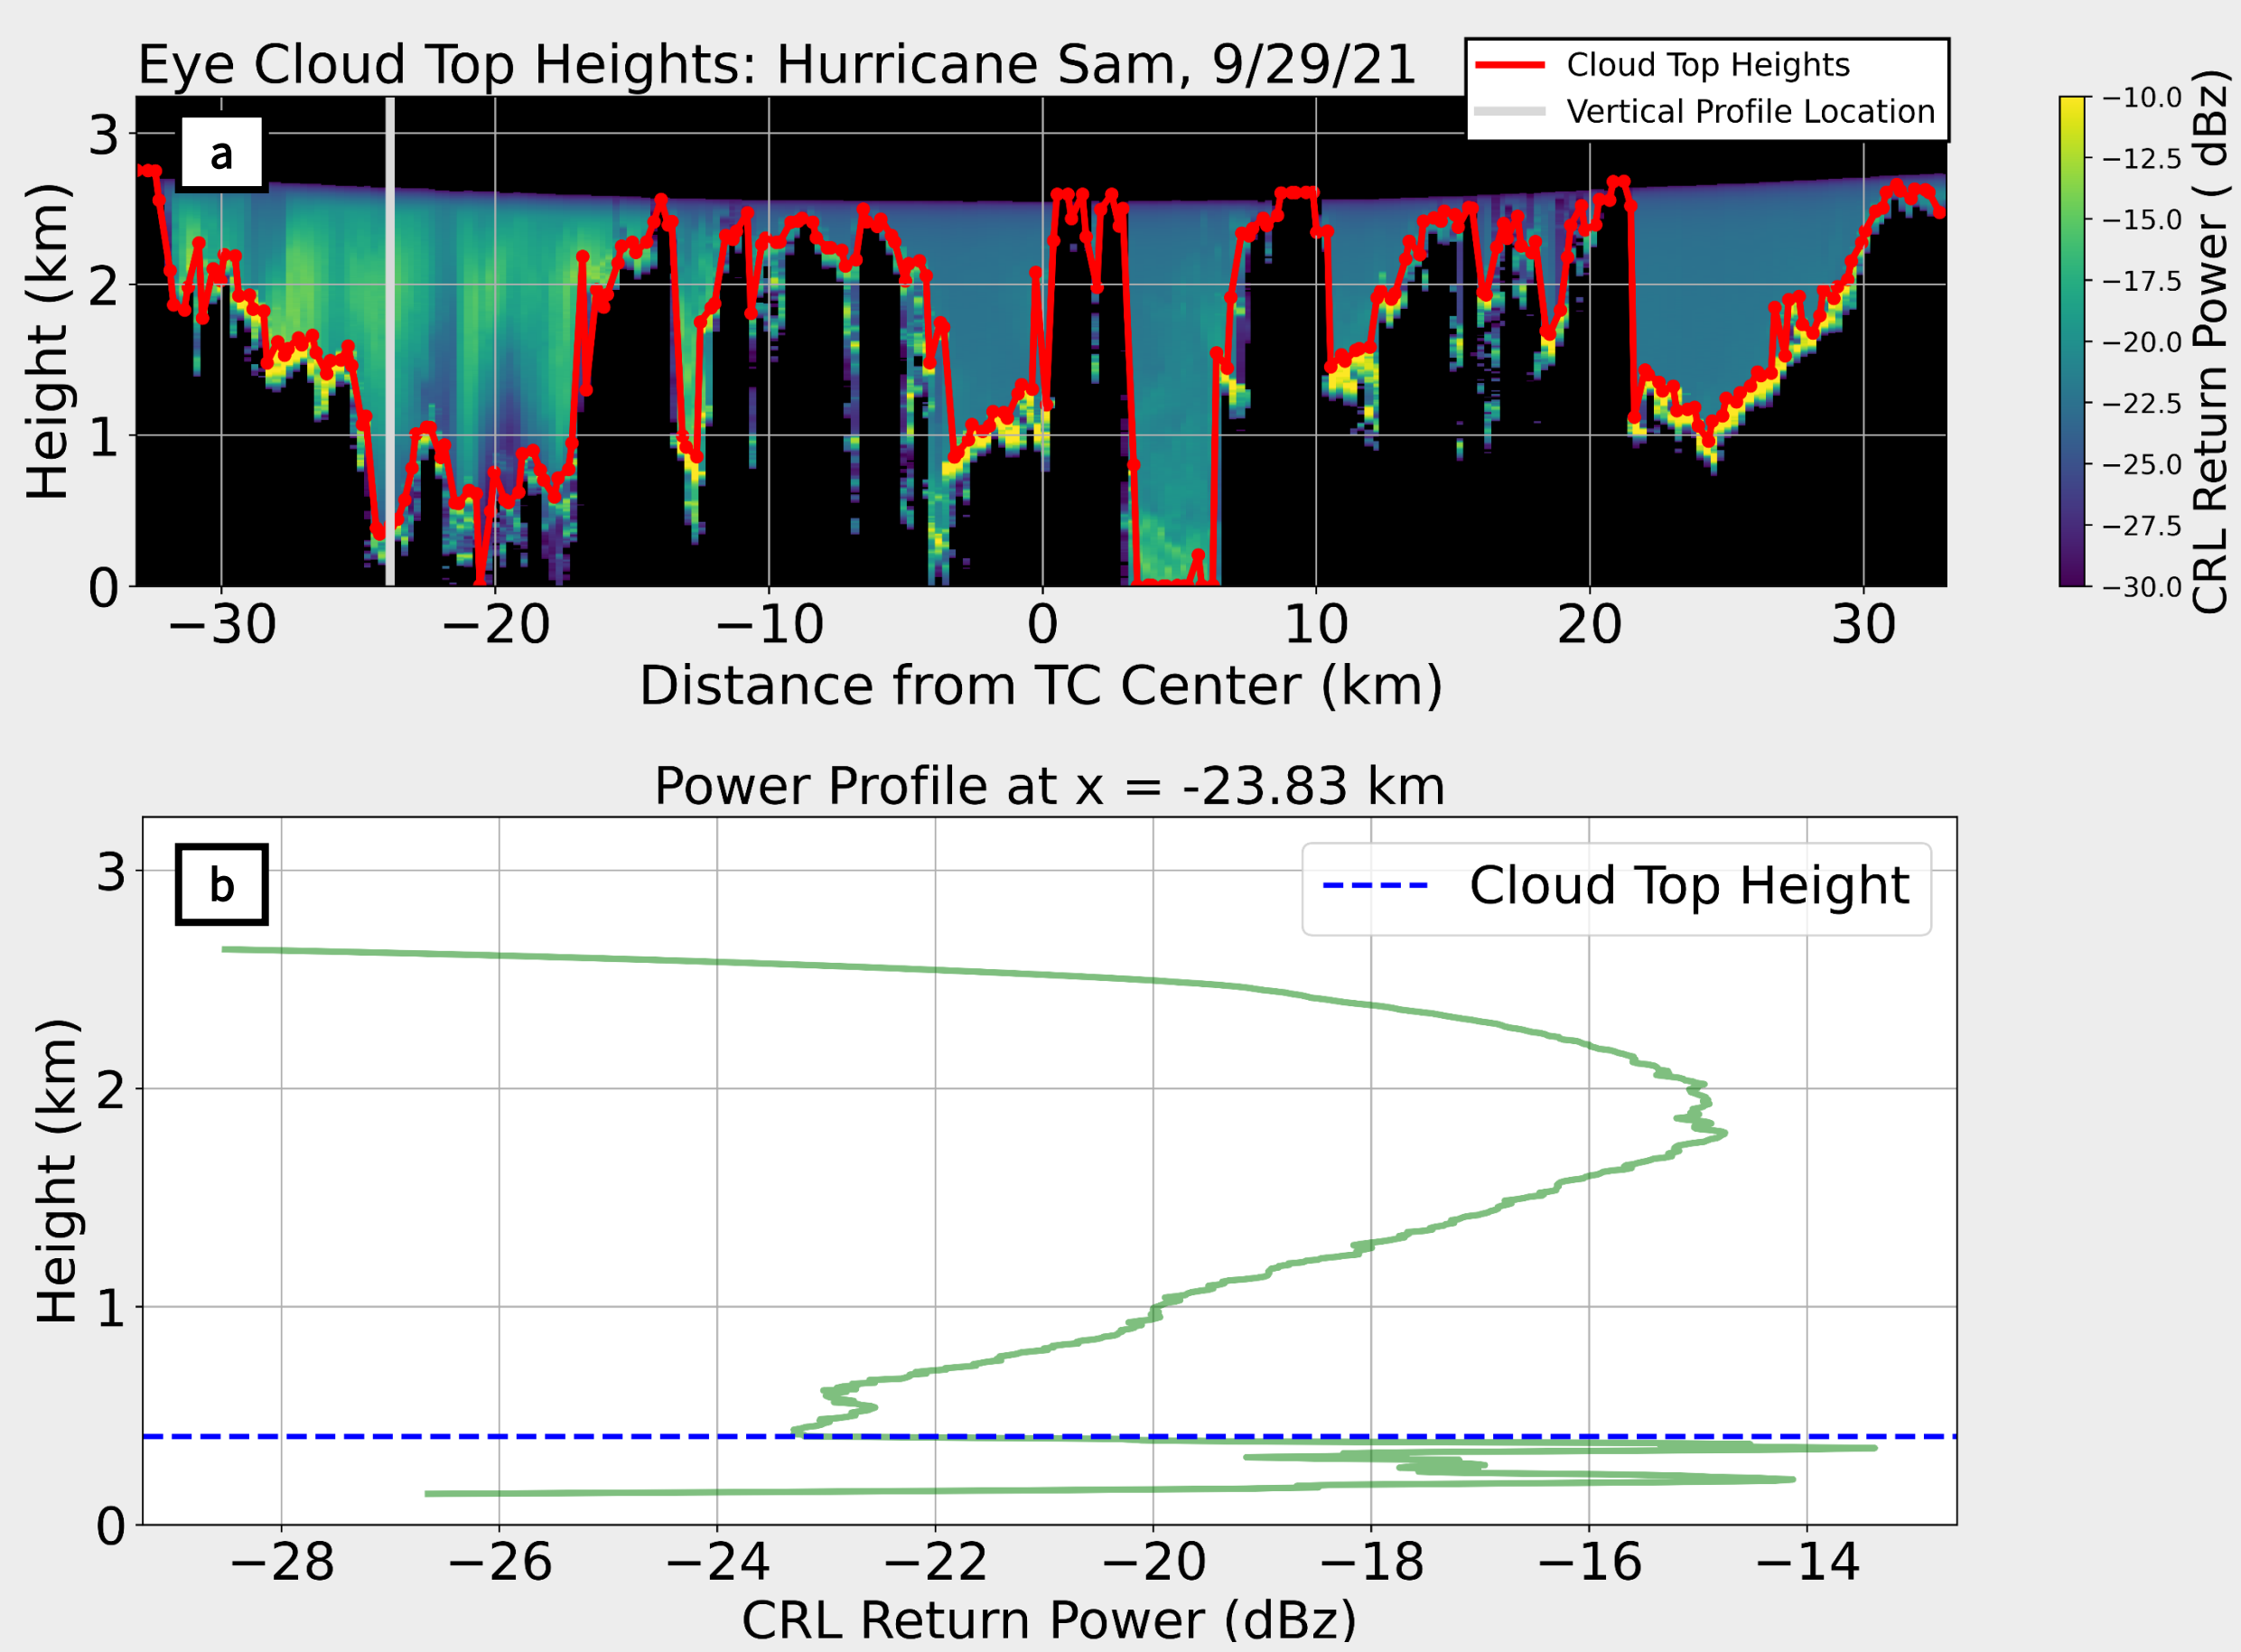 Eye Cloud Top Heights: Hurricane Sam, 9/29/21
Cloud Top Heights
Vertical Profile Location
a
3
2
1
0
Height (km)
−30 −20 −10 0 10 20 30
Distance from TC Center (km)
−10.0
−12.5
−15.0
−17.5
−20.0
−22.5
−25.0
−27.5
−30.0
CRL Return Power ( dBz)
Power Profile at x = -23.83 km
b
Cloud Top Height
3
2
1
0
Height (km)
−28 −26 −24 −22 −20 −18 −16 −14
CRL Return Power (dBz)